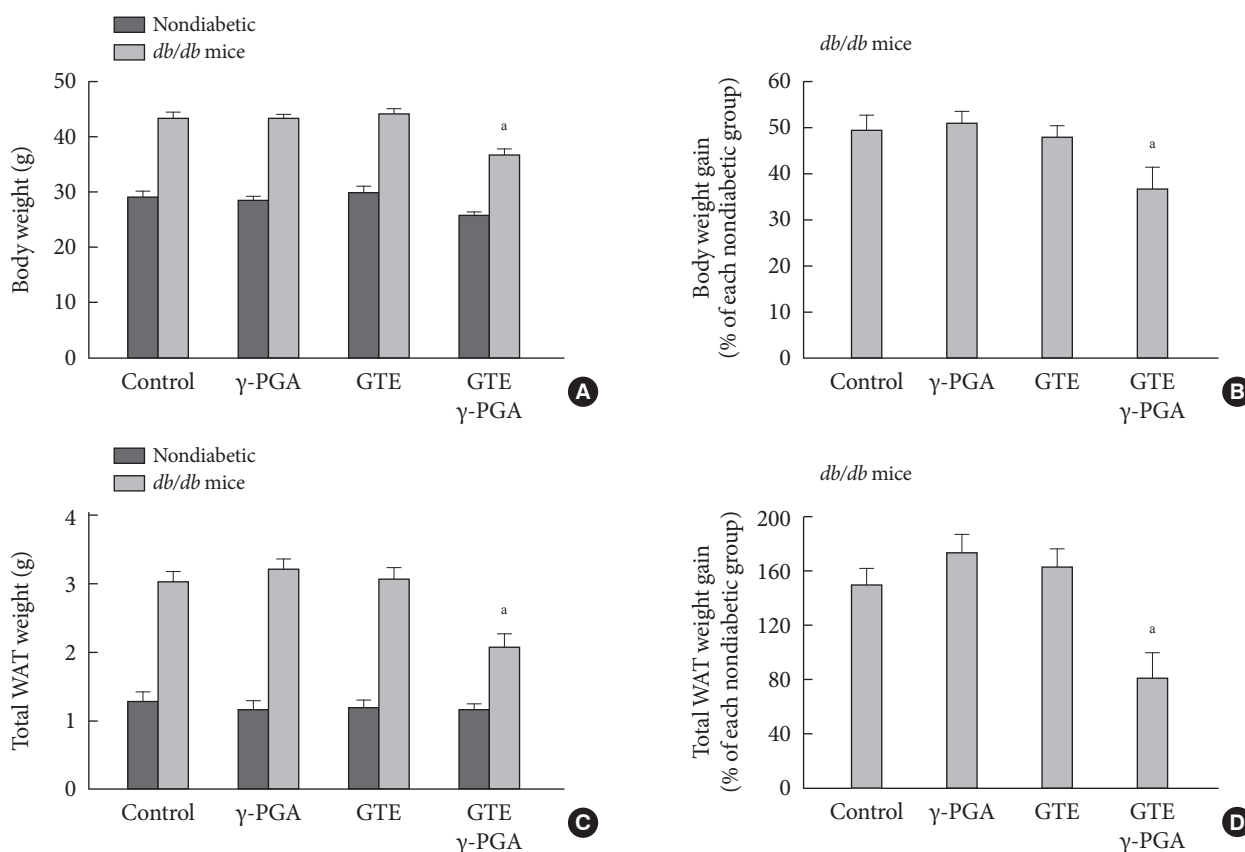 Nondiabetic
db/db mice
Body weight (g)
50
40
30
20
10
0
a
Control
γ-PGA
GTE
GTE
γ-PGA
A
db/db mice
Body weight gain
(% of each nondiabetic group)
60
50
40
30
20
10
0
a
Control
γ-PGA
GTE
GTE
γ-PGA
B
Nondiabetic
db/db mice
Total WAT weight (g)
4
3
2
1
0
a
Control
γ-PGA
GTE
GTE
γ-PGA
C
db/db mice
Total WAT weight gain
(% of each nondiabetic group)
200
160
120
80
40
0
a
Control
γ-PGA
GTE
GTE
γ-PGA
D